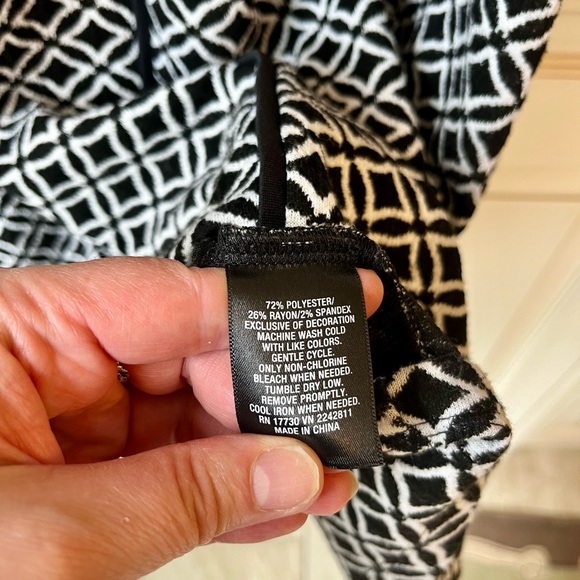 72% POLYESTER/
26% RAYON/2% SPANDEX
EXCLUSIVE OF DECORATION
MACHINE WASH COLD
WITH LIKE COLORS.
GENTLE CYCLE.
ONLY NON-CHLORINE
BLEACH WHEN NEEDED.
TUMBLE DRY LOW.
REMOVE PROMPTLY.
COOL IRON WHEN NEEDED.
RN 17730 VN 2242811
MADE IN CHINA